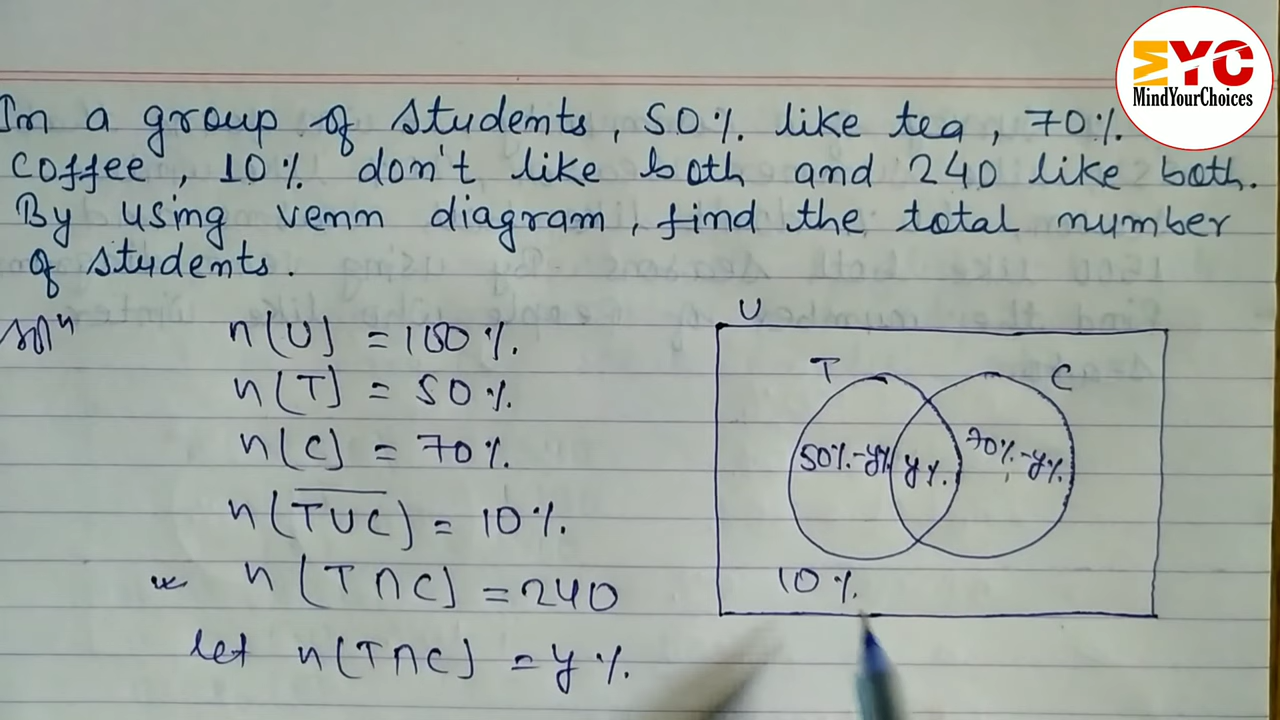 In a group of students, 50% like tea, 70%
coffee, 10% don't like both and 240 like both.
By using venn diagram, find the total number
of students.
MYC
MindYourChoices
solⁿ
n(U) = 100%.
n(T) = 50%
n(C) = 70%.
n(T̅U̅C̅) = 10%.
n(T∩C) = 240
let n(T∩C) = y%.
U
T
C
50%-y%
y%.
70%-y%.
10%.